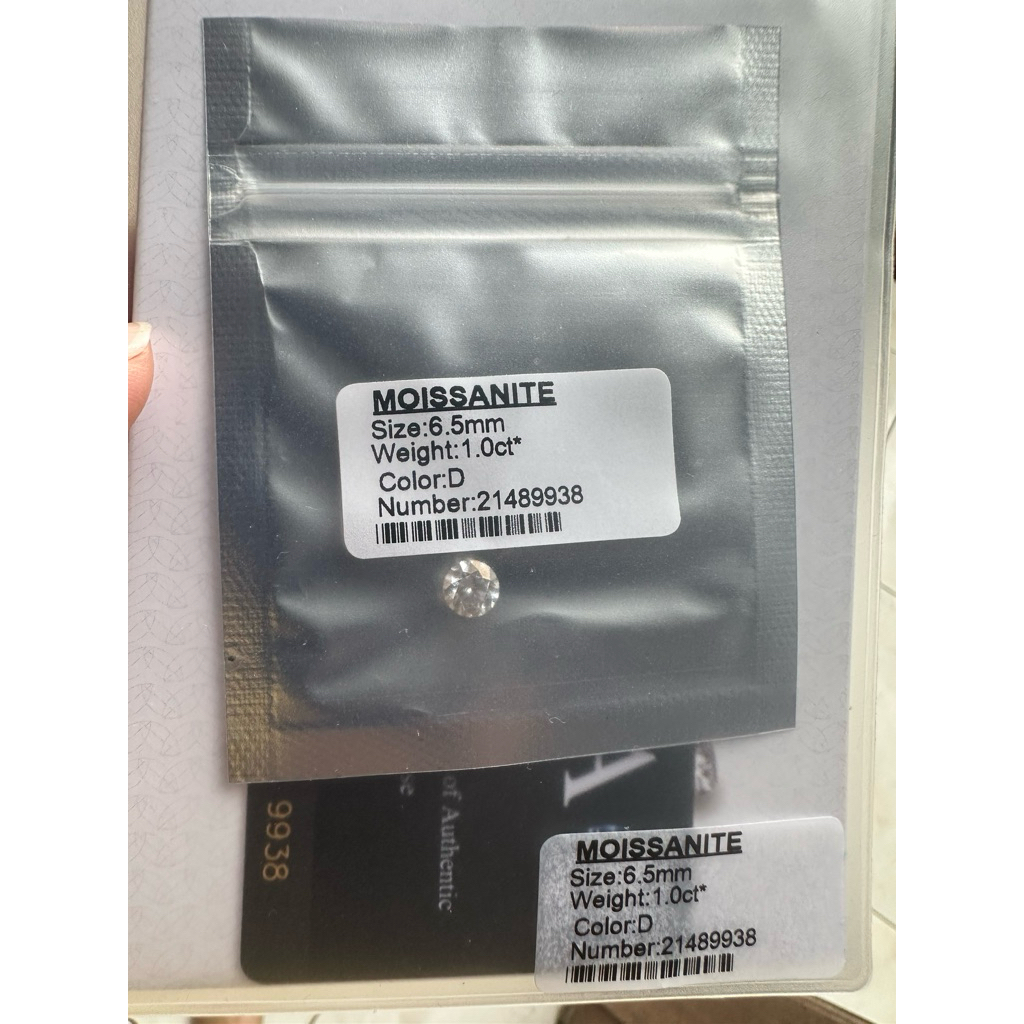 MOISSANITE
Size:6.5mm
Weight:1.0ct*
Color:D
Number:21489938
A
of Authentic
9938
MOISSANITE
Size:6.5mm
Weight:1.0ct*
Color:D
Number:21489938